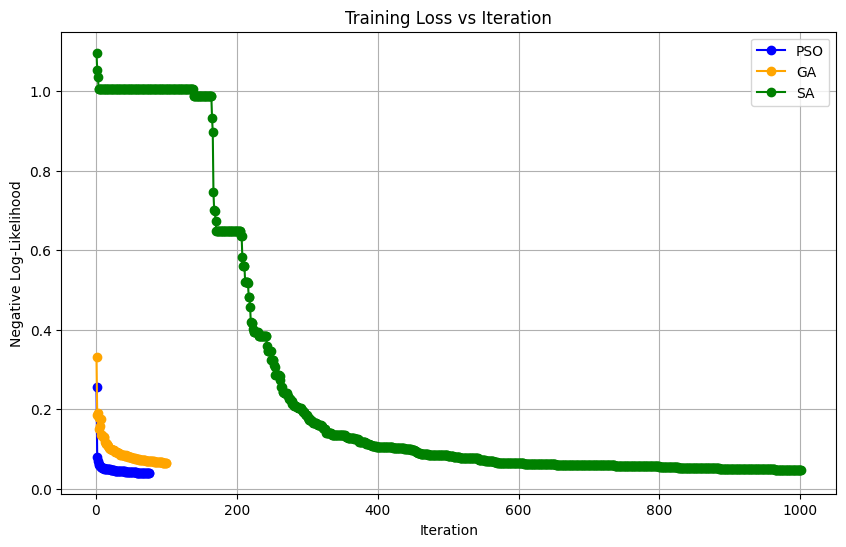 Training Loss vs Iteration
PSO
GA
SA
Negative Log-Likelihood
1.0
0.8
0.6
0.4
0.2
0.0
0
200
400
600
800
1000
Iteration